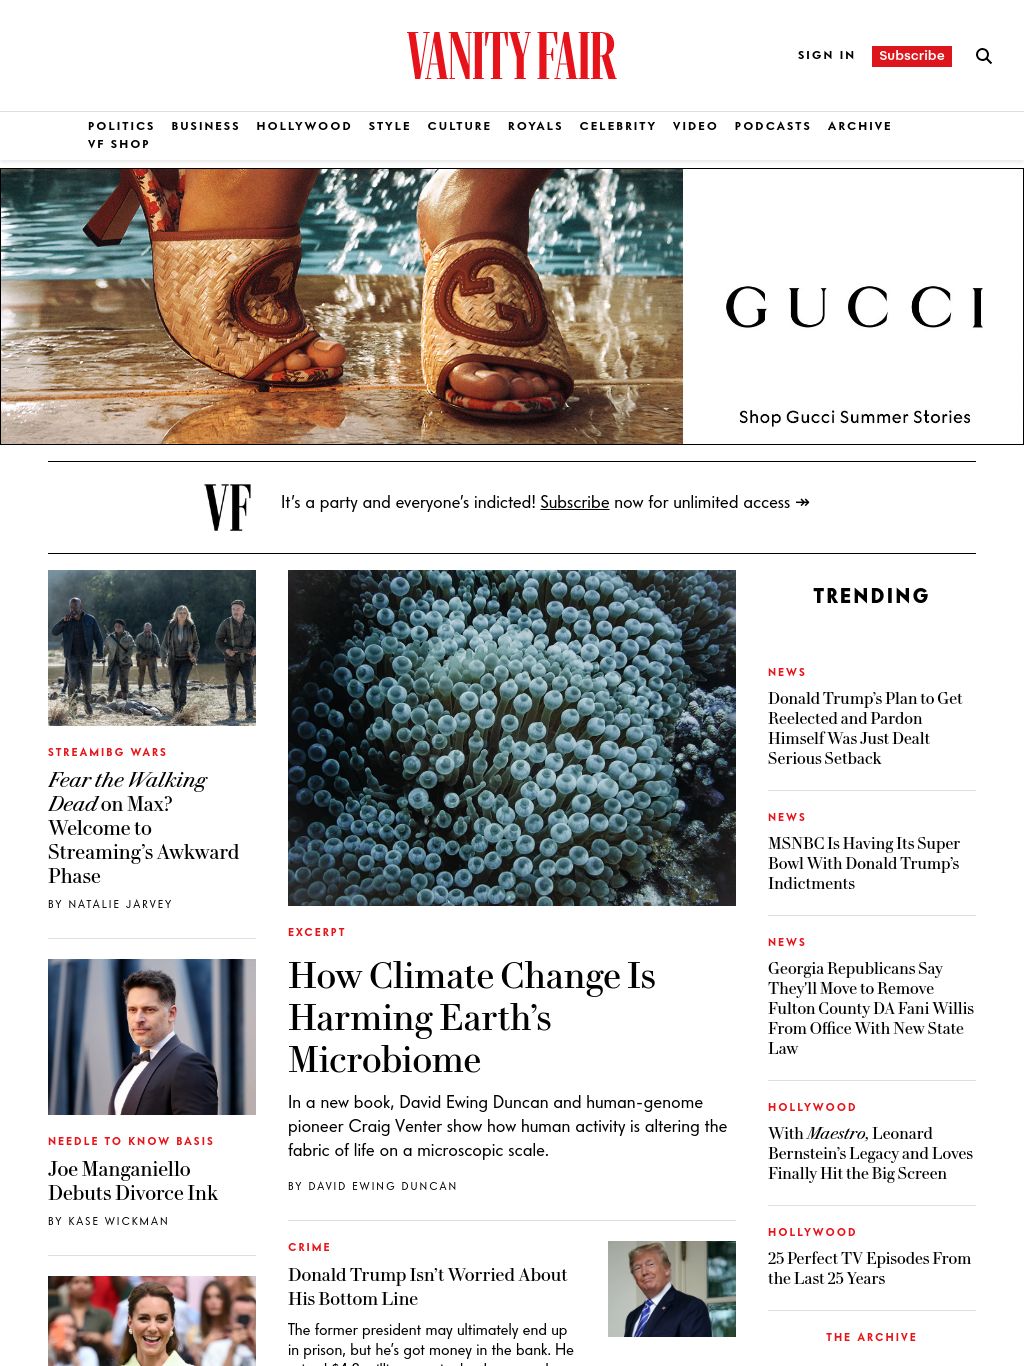 VANITY FAIR
SIGN IN
Subscribe
POLITICS BUSINESS HOLLYWOOD STYLE CULTURE ROYALS CELEBRITY VIDEO PODCASTS ARCHIVE
VF SHOP
GUCCI
Shop Gucci Summer Stories
VF
It's a party and everyone's indicted! Subscribe now for unlimited access ↠
STREAMIBG WARS
Fear the Walking
Dead on Max?
Welcome to
Streaming's Awkward
Phase
BY NATALIE JARVEY
NEEDLE TO KNOW BASIS
Joe Manganiello
Debuts Divorce Ink
BY KASE WICKMAN
EXCERPT
How Climate Change Is
Harming Earth's
Microbiome
In a new book, David Ewing Duncan and human-genome
pioneer Craig Venter show how human activity is altering the
fabric of life on a microscopic scale.
BY DAVID EWING DUNCAN
CRIME
Donald Trump Isn't Worried About
His Bottom Line
The former president may ultimately end up
in prison, but he's got money in the bank. He
TRENDING
NEWS
Donald Trump's Plan to Get
Reelected and Pardon
Himself Was Just Dealt
Serious Setback
NEWS
MSNBC Is Having Its Super
Bowl With Donald Trump's
Indictments
NEWS
Georgia Republicans Say
They'll Move to Remove
Fulton County DA Fani Willis
From Office With New State
Law
HOLLYWOOD
With Maestro, Leonard
Bernstein's Legacy and Loves
Finally Hit the Big Screen
HOLLYWOOD
25 Perfect TV Episodes From
the Last 25 Years
THE ARCHIVE